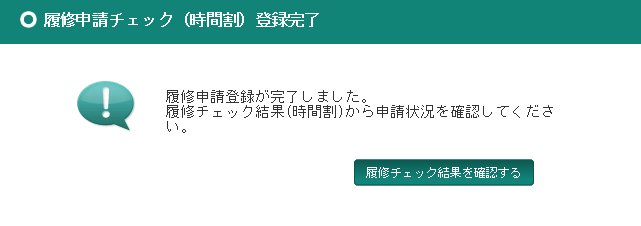 履修申請チェック（時間割）登録完了
履修申請登録が完了しました。
履修チェック結果(時間割)から申請状況を確認してくださ
い。
履修チェック結果を確認する